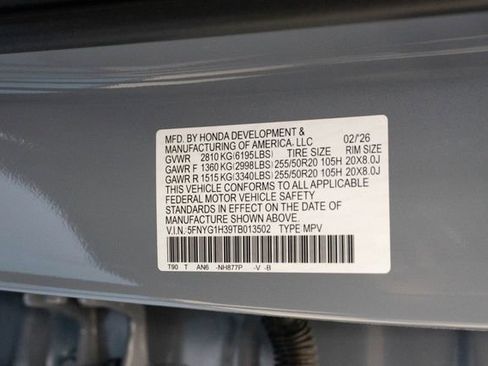 MFD. BY HONDA DEVELOPMENT &
MANUFACTURING OF AMERICA, LLC 02/26
GVWR 2810 KG(6195LBS) TIRE SIZE RIM SIZE
GAWR F 1360 KG(2998LBS) 255/50R20 105H 20X8.0J
GAWR R 1515 KG(3340LBS) 255/50R20 105H 20X8.0J
THIS VEHICLE CONFORMS TO ALL APPLICABLE
FEDERAL MOTOR VEHICLE SAFETY STANDARDS
IN EFFECT ON THE DATE OF
MANUFACTURE SHOWN ABOVE.
V.I.N.:5FNYG1H39TB013502 TYPE MPV
T90 T AN6 -NH877P -V -B